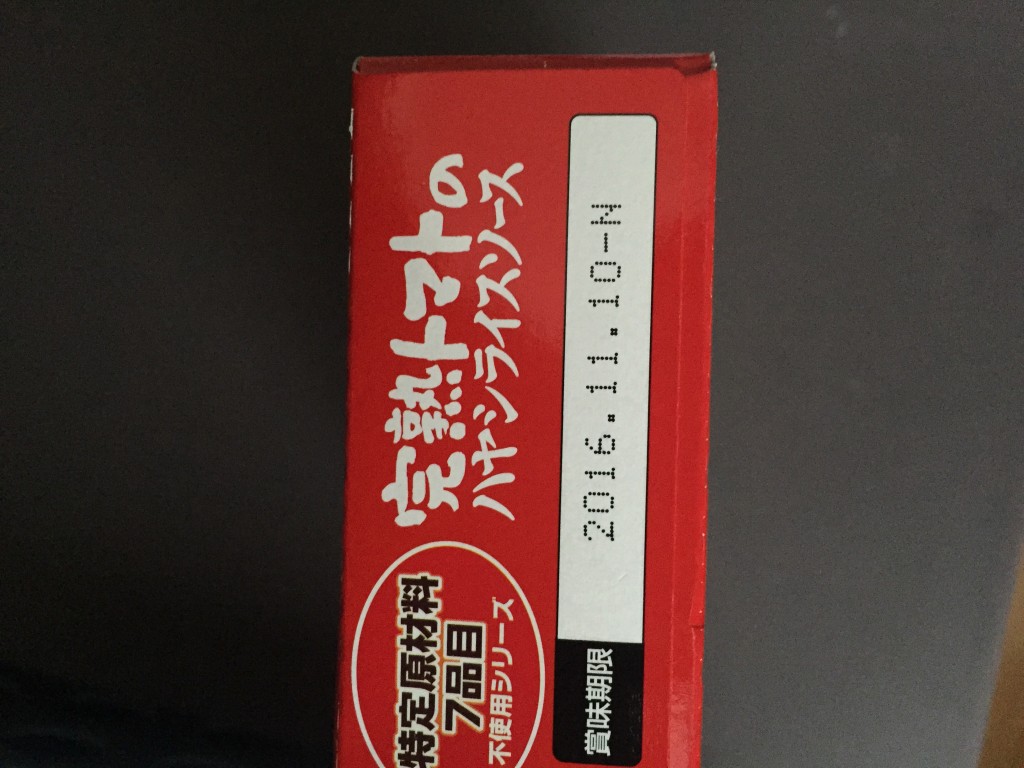 完熟トマトの
ハヤシライスソース
特定原材料
7品目
不使用シリーズ
賞味期限
2016.11.10-N